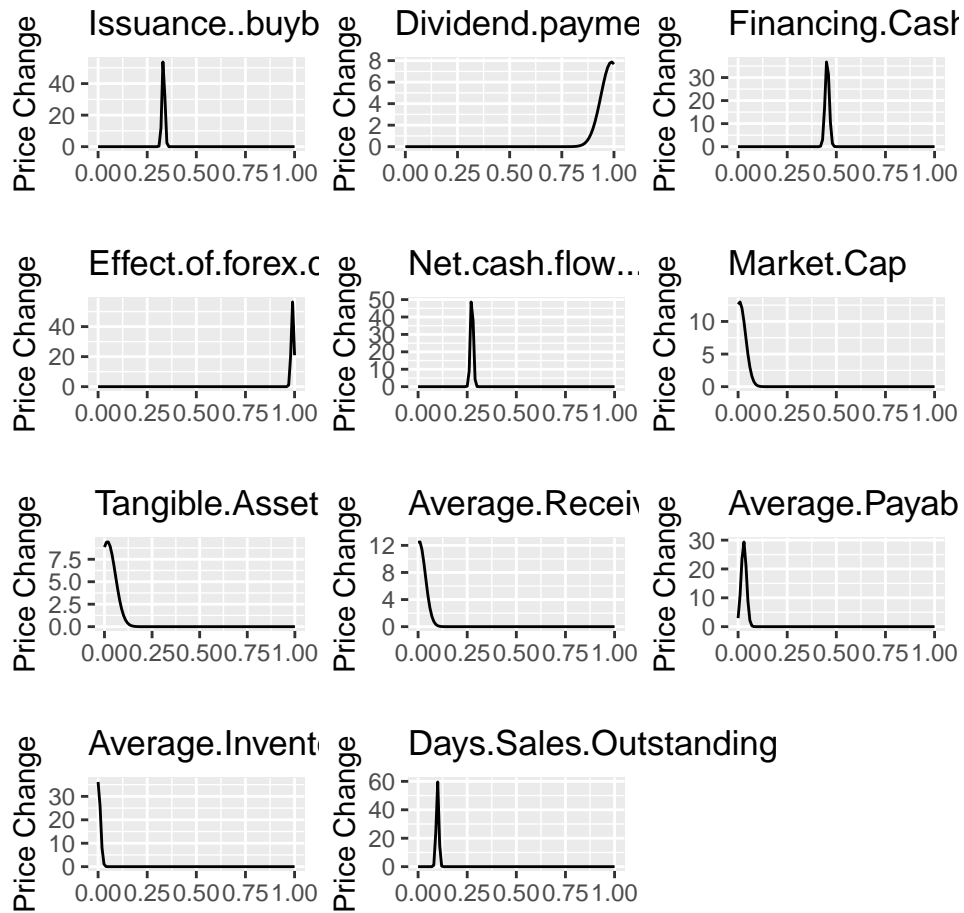 Issuance..buyb
Dividend.payme
Financing.Cash
Price Change
40
20
0
0.00 0.25 0.50 0.75 1.00
Price Change
8
6
4
2
0
0.00 0.25 0.50 0.75 1.00
Price Change
30
20
10
0
0.00 0.25 0.50 0.75 1.00
Effect.of.forex.c
Net.cash.flow...
Market.Cap
Price Change
40
20
0
0.00 0.25 0.50 0.75 1.00
Price Change
50
40
30
20
10
0
0.00 0.25 0.50 0.75 1.00
Price Change
10
5
0
0.00 0.25 0.50 0.75 1.00
Tangible.Asset
Average.Receiv
Average.Payab
Price Change
7.5
5.0
2.5
0.0
0.00 0.25 0.50 0.75 1.00
Price Change
12
8
4
0
0.00 0.25 0.50 0.75 1.00
Price Change
30
20
10
0
0.00 0.25 0.50 0.75 1.00
Average.Invent
Days.Sales.Outstanding
Price Change
30
20
10
0
0.00 0.25 0.50 0.75 1.00
Price Change
60
40
20
0
0.00 0.25 0.50 0.75 1.00